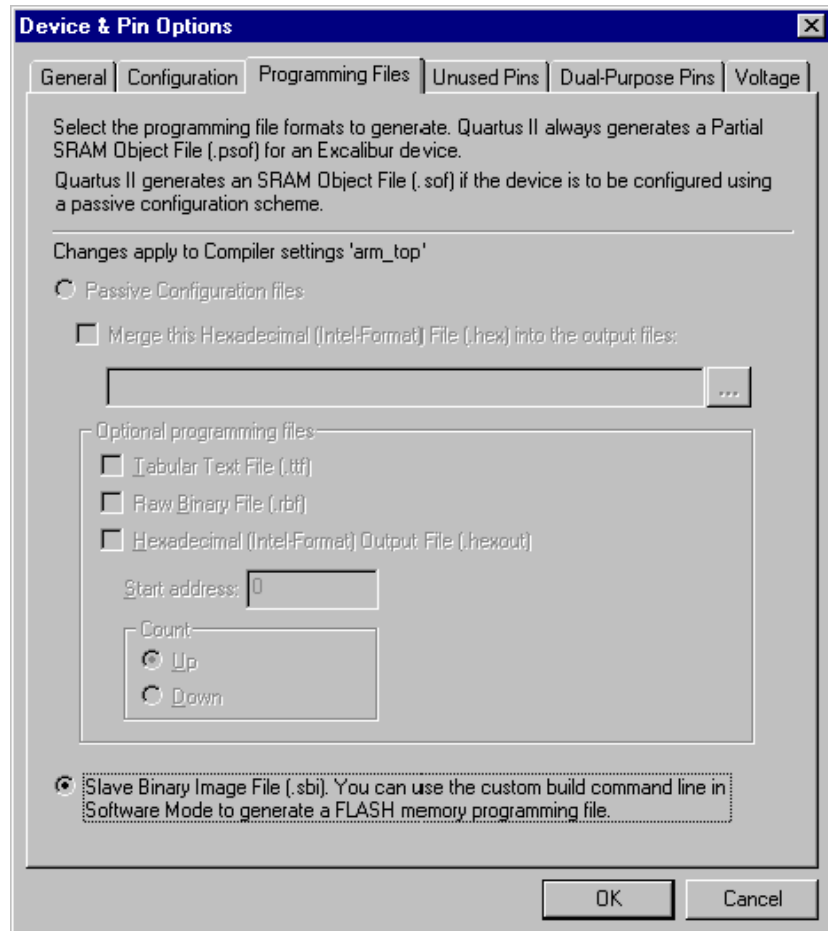 Device & Pin Options
General Configuration Programming Files Unused Pins Dual-Purpose Pins Voltage
Select the programming file formats to generate. Quartus II always generates a Partial
SRAM Object File (.psof) for an Excalibur device.
Quartus II generates an SRAM Object File (.sof) if the device is to be configured using
a passive configuration scheme.
Changes apply to Compiler settings 'arm_top'
Passive Configuration files
Merge this Hexadecimal (Intel-Format) File (.hex) into the output files:
...
Optional programming files
Tabular Text File (.ttf)
Raw Binary File (.rbf)
Hexadecimal (Intel-Format) Output File (.hexout)
Start address: 0
Count
Up
Down
Slave Binary Image File (.sbi). You can use the custom build command line in
Software Mode to generate a FLASH memory programming file.
OK Cancel